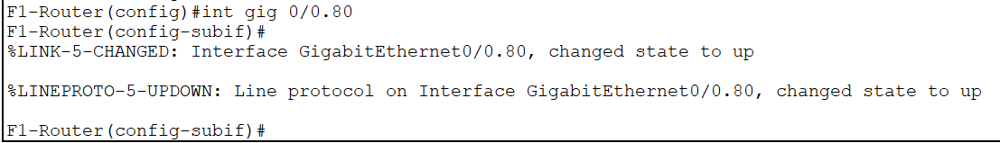 F1-Router(config)#int gig 0/0.80
F1-Router(config-subif)#
%LINK-5-CHANGED: Interface GigabitEthernet0/0.80, changed state to up
%LINEPROTO-5-UPDOWN: Line protocol on Interface GigabitEthernet0/0.80, changed state to up
F1-Router(config-subif)#